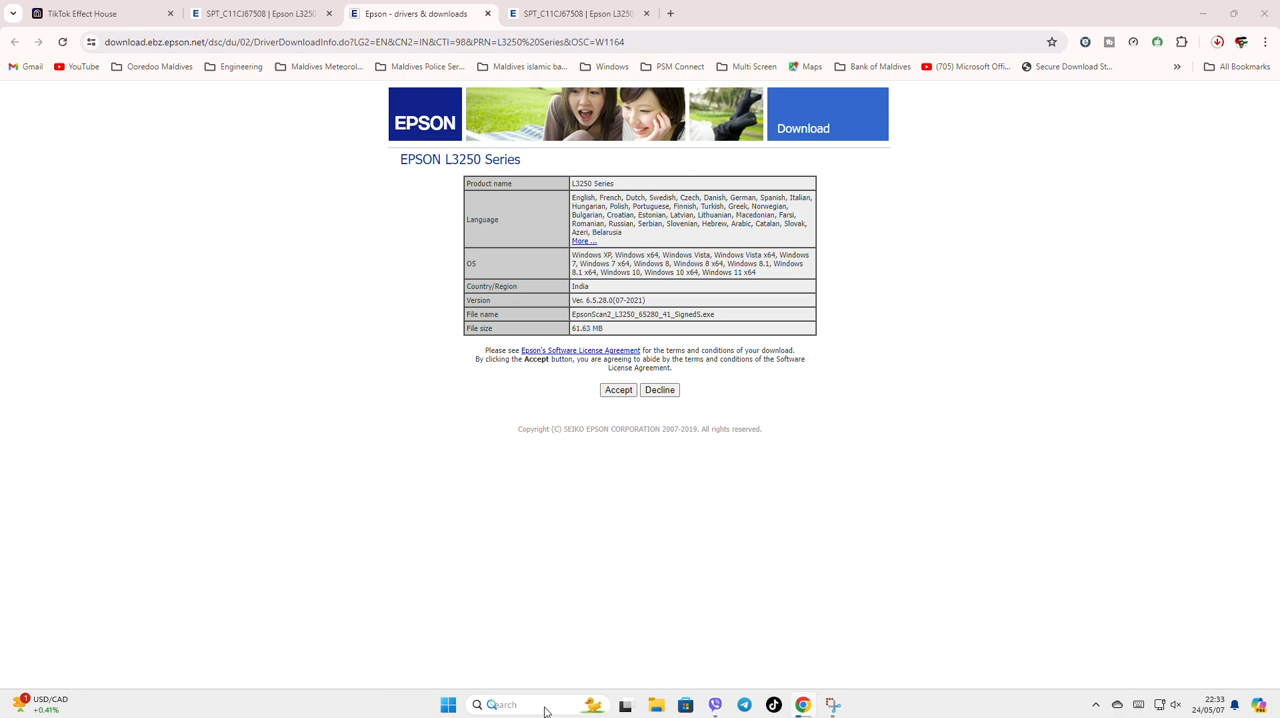 TikTok Effect House
SPT_C11CJ67508 | Epson L3250
Epson - drivers & downloads
SPT_C11CJ67508 | Epson L3250
download.ebz.epson.net/dsc/du/02/DriverDownloadInfo.do?LG2=EN&CN2=IN&CTI=98&PRN=L3250%20Series&OSC=W1164
Gmail
YouTube
Ooredoo Maldives
Engineering
Maldives Meteorol...
Maldives Police Ser...
Maldives islamic ba...
Windows
PSM Connect
Multi Screen
Maps
Bank of Maldives
(705) Microsoft Offi...
Secure Download St...
All Bookmarks
EPSON
Download
EPSON L3250 Series
Product name
L3250 Series
Language
English, French, Dutch, Swedish, Czech, Danish, German, Spanish, Italian,
Hungarian, Polish, Portuguese, Finnish, Turkish, Greek, Norwegian,
Bulgarian, Croatian, Estonian, Latvian, Lithuanian, Macedonian, Farsi,
Romanian, Russian, Serbian, Slovenian, Hebrew, Arabic, Catalan, Slovak,
Azeri, Belarusia
More ...
OS
Windows XP, Windows x64, Windows Vista, Windows Vista x64, Windows
7, Windows 7 x64, Windows 8, Windows 8 x64, Windows 8.1, Windows
8.1 x64, Windows 10, Windows 10 x64, Windows 11 x64
Country/Region
India
Version
Ver. 6.5.28.0(07-2021)
File name
EpsonScan2_L3250_65280_41_SignedS.exe
File size
61.63 MB
Please see Epson's Software License Agreement for the terms and conditions of your download.
By clicking the Accept button, you are agreeing to abide by the terms and conditions of the Software
License Agreement.
Accept
Decline
Copyright (C) SEIKO EPSON CORPORATION 2007-2019. All rights reserved.
1
USD/CAD
+0.41%
Search
22:33
24/05/07